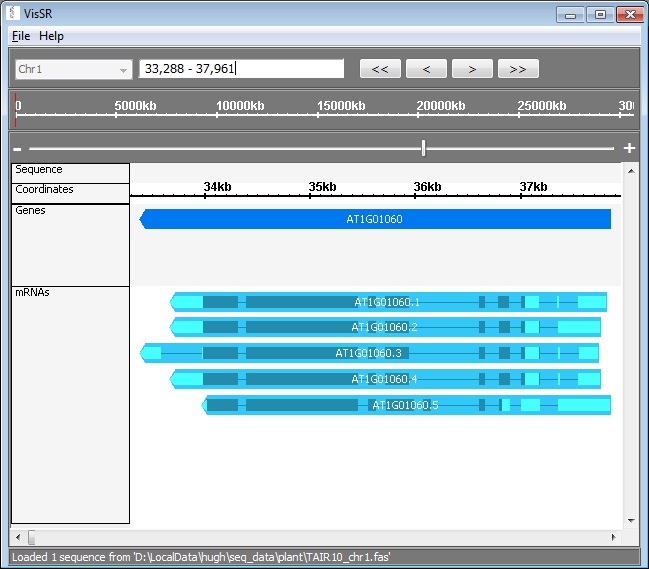 VisSR
File Help
Chr1 33,288 - 37,961 << < > >>
0 5000kb 10000kb 15000kb 20000kb 25000kb 300
- +
Sequence
34kb 35kb 36kb 37kb
Coordinates
Genes
AT1G01060
mRNAs
AT1G01060.1
AT1G01060.2
AT1G01060.3
AT1G01060.4
AT1G01060.5
Loaded 1 sequence from 'D:\LocalData\hugh\seq_data\plant\TAIR10_chr1.fas'